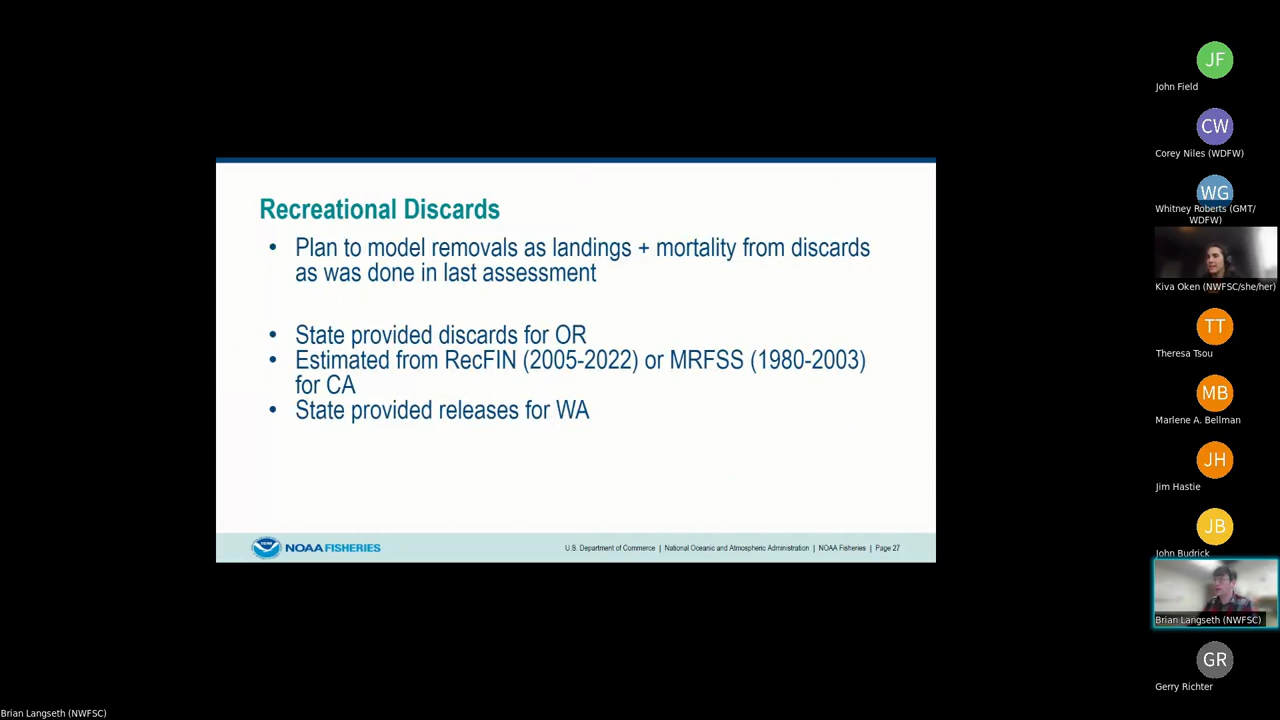 Recreational Discards
• Plan to model removals as landings + mortality from discards
as was done in last assessment
• State provided discards for OR
• Estimated from RecFIN (2005-2022) or MRFSS (1980-2003)
for CA
• State provided releases for WA
NOAA FISHERIES
U.S. Department of Commerce | National Oceanic and Atmospheric Administration | NOAA Fisheries | Page 27
JF
John Field
CW
Corey Niles (WDFW)
WG
Whitney Roberts (GMT/
WDFW)
Kiva Oken (NWFSC/she/her)
TT
Theresa Tsou
MB
Marlene A. Bellman
JH
Jim Hastie
JB
John Budrick
Brian Langseth (NWFSC)
GR
Gerry Richter
Brian Langseth (NWFSC)